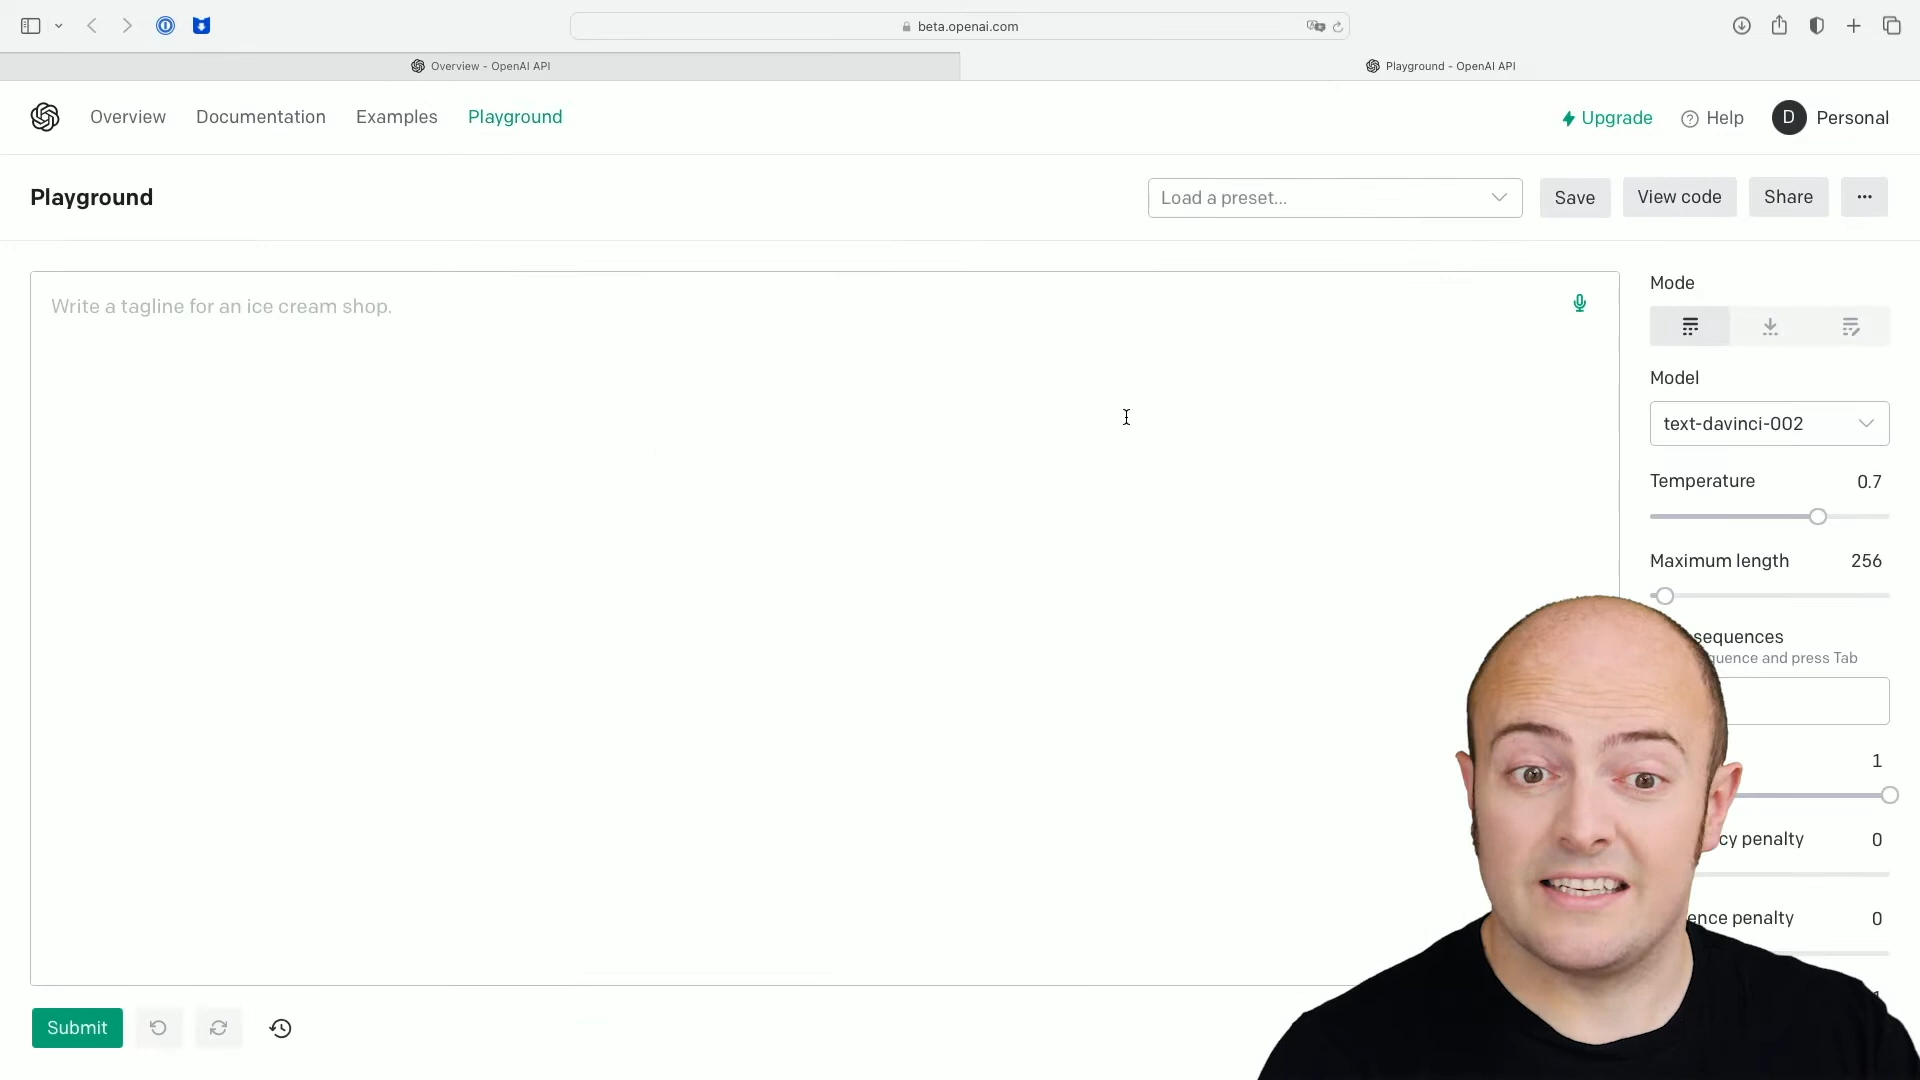 beta.openai.com
Overview - OpenAI API
Playground - OpenAI API
Overview
Documentation
Examples
Playground
Upgrade
Help
D
Personal
Playground
Load a preset...
Save
View code
Share
Write a tagline for an ice cream shop.
Mode
Model
text-davinci-002
Temperature
0.7
Maximum length
256
sequences
quence and press Tab
1
cy penalty
0
ence penalty
0
Submit